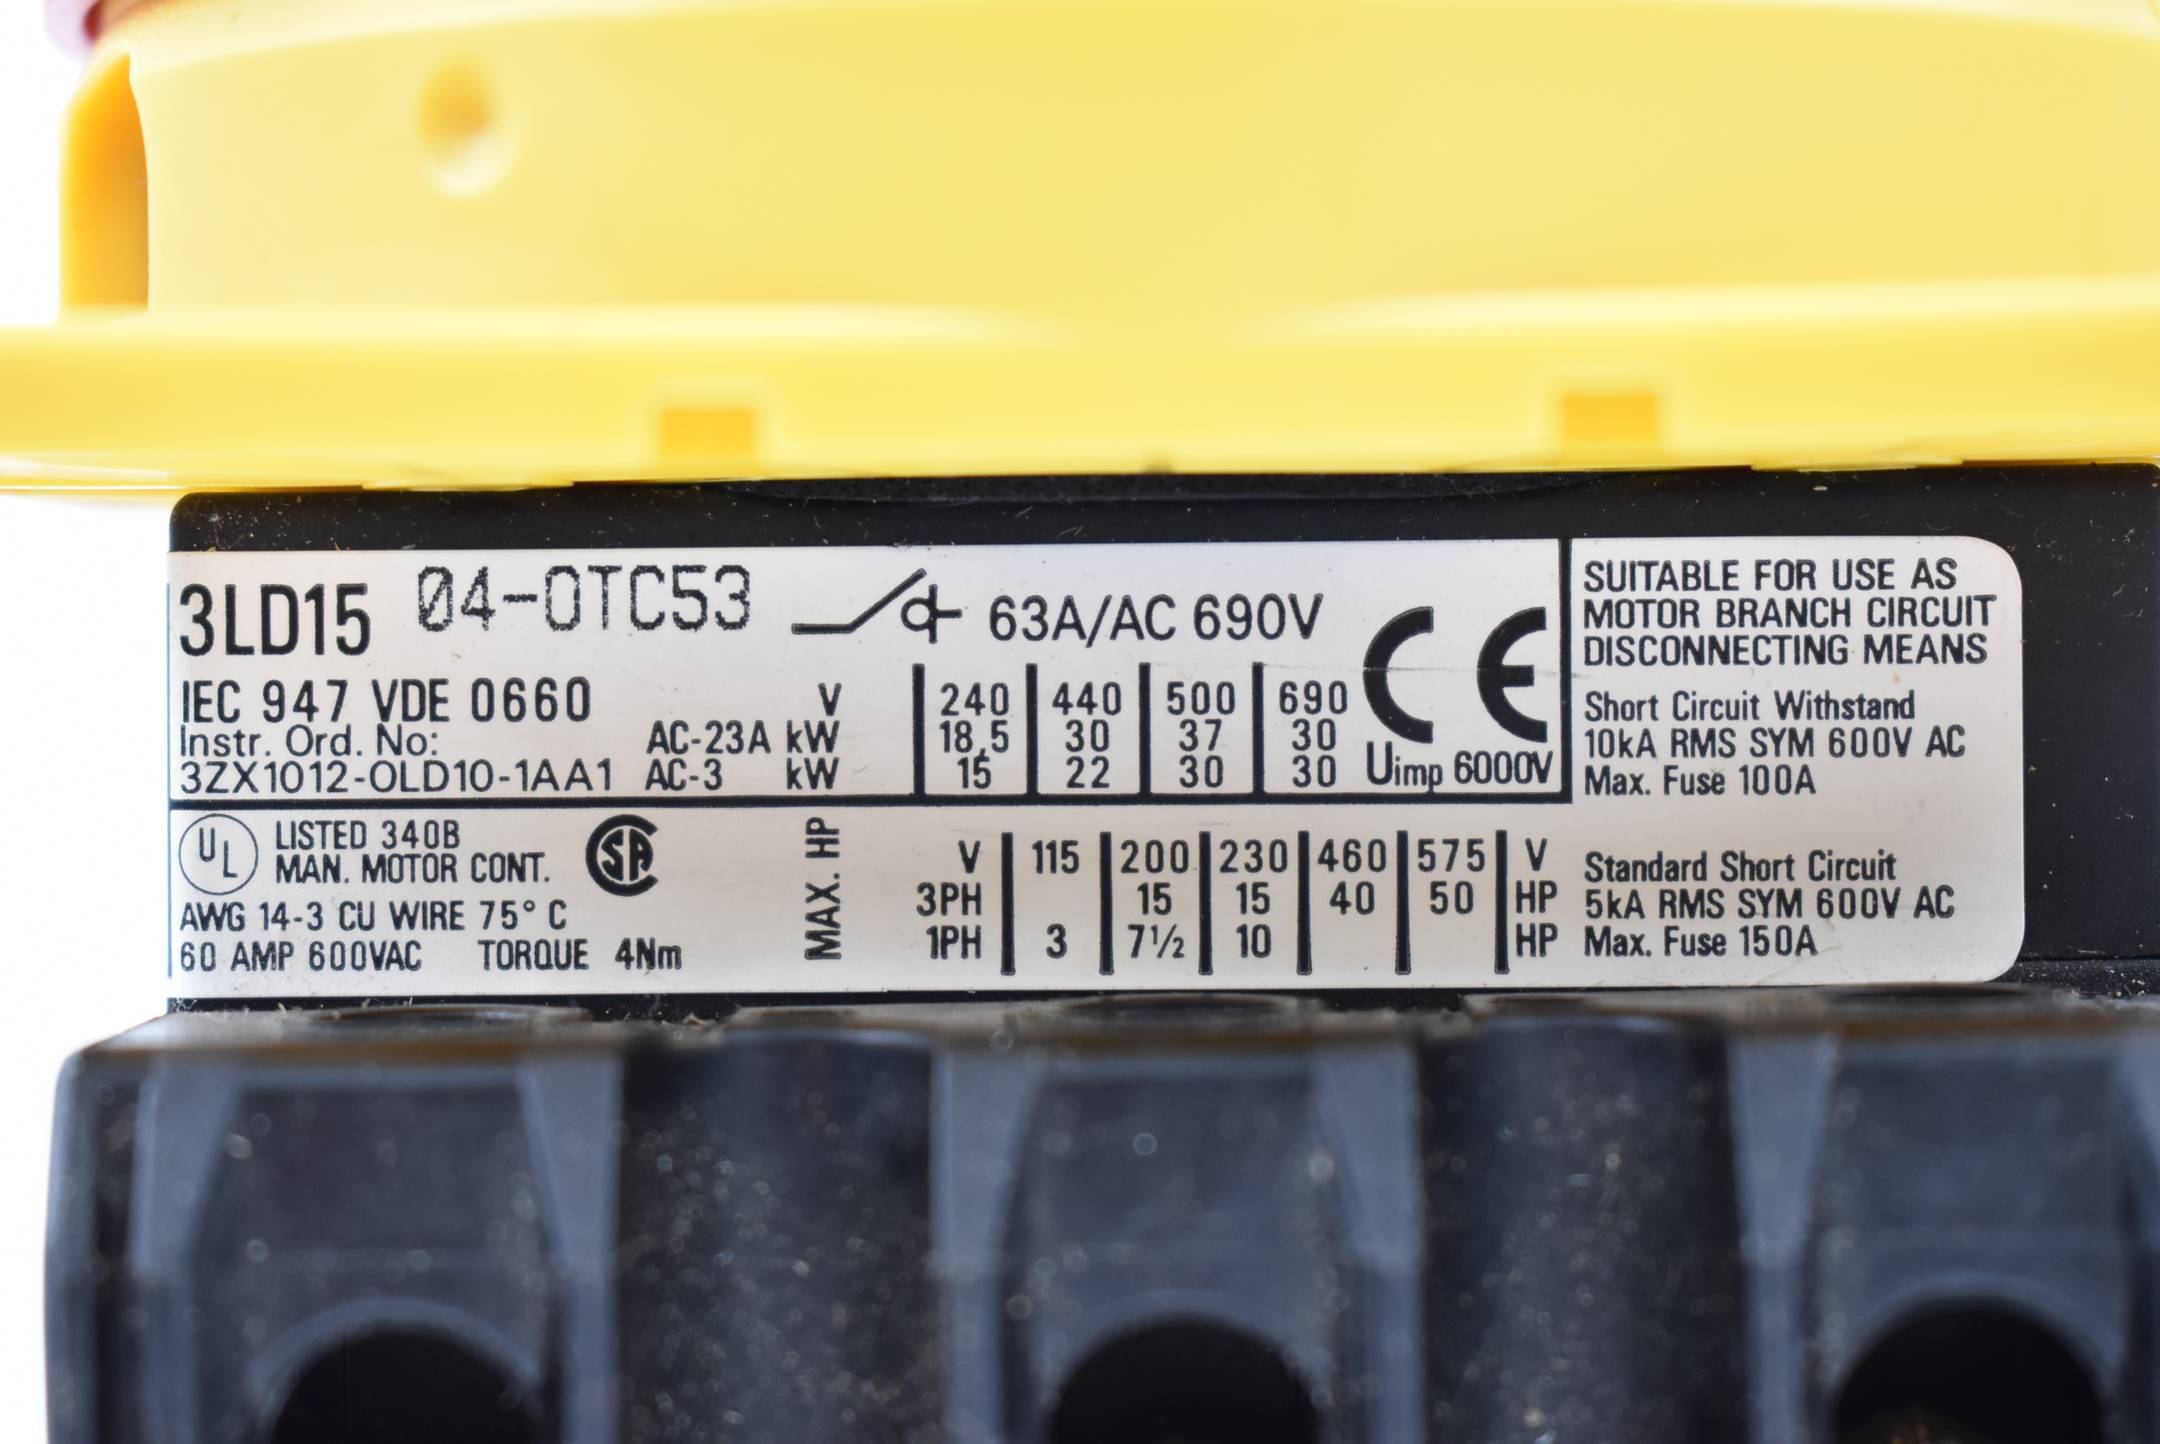 3LD15 04-0TC53 63A/AC 690V CE
IEC 947 VDE 0660 V 240 440 500 690
Instr. Ord. No: AC-23A kW 18,5 30 37 30
3ZX1012-0LD10-1AA1 AC-3 kW 15 22 30 30 Uimp 6000V
SUITABLE FOR USE AS
MOTOR BRANCH CIRCUIT
DISCONNECTING MEANS
Short Circuit Withstand
10kA RMS SYM 600V AC
Max. Fuse 100A
UL LISTED 340B
MAN. MOTOR CONT. SA
AWG 14-3 CU WIRE 75° C
60 AMP 600VAC TORQUE 4Nm
MAX. HP
V 115 200 230 460 575 V
3PH 15 15 40 50 HP
1PH 3 7½ 10 HP
Standard Short Circuit
5kA RMS SYM 600V AC
Max. Fuse 150A